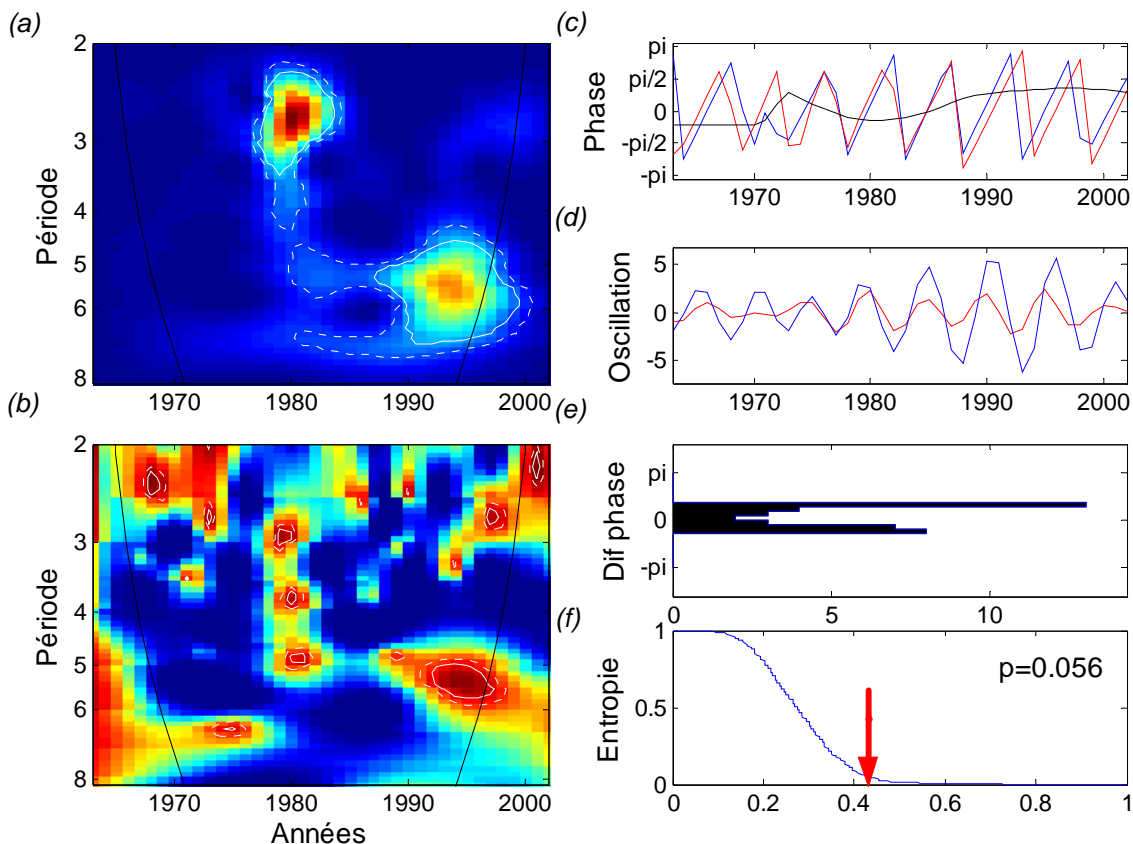 (a)
2
3
4
5
6
8
Période
1970
1980
1990
2000
(b)
2
3
4
5
6
8
Période
1970
1980
1990
2000
Années
(c)
pi
pi/2
0
-pi/2
-pi
Phase
1970
1980
1990
2000
(d)
5
0
-5
Oscillation
1970
1980
1990
2000
(e)
pi
0
-pi
Dif phase
0
5
10
(f)
1
0.5
0
Entropie
p=0.056
0
0.2
0.4
0.6
0.8
1